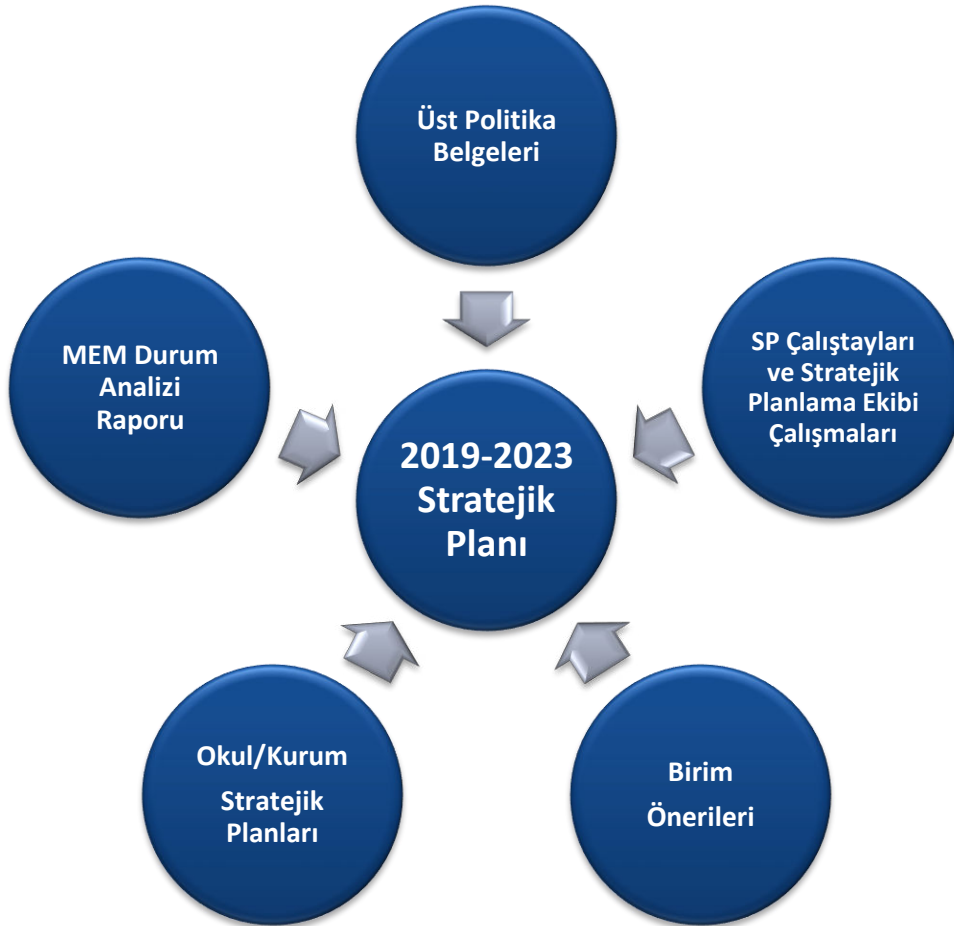 Üst Politika
Belgeleri
MEM Durum
Analizi
Raporu
SP Çalıştayları
ve Stratejik
Planlama Ekibi
Çalışmaları
2019-2023
Stratejik
Planı
Okul/Kurum
Stratejik
Planları
Birim
Önerileri